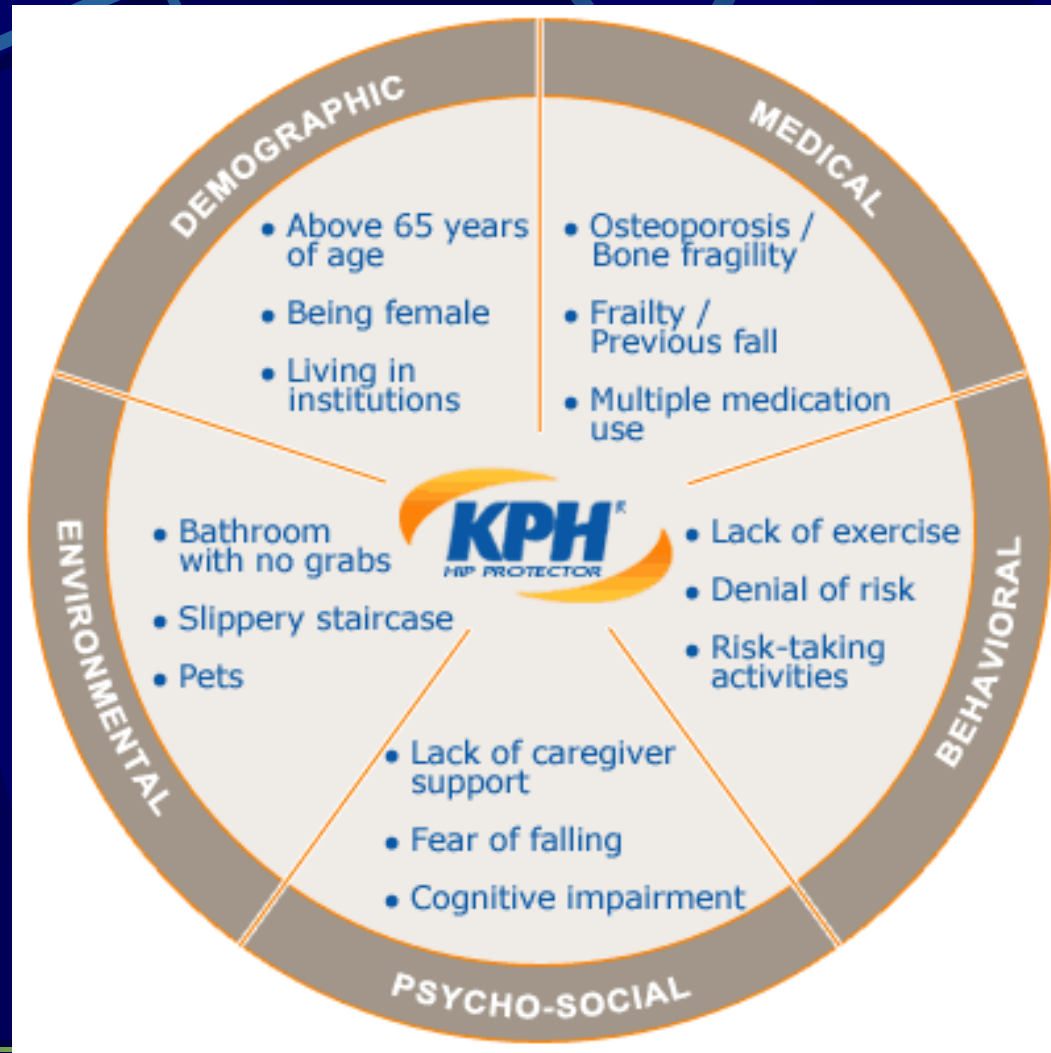 DEMOGRAPHIC
• Above 65 years
of age
• Being female
• Living in
institutions
MEDICAL
• Osteoporosis /
Bone fragility
• Frailty /
Previous fall
• Multiple medication
use
BEHAVIORAL
• Lack of exercise
• Denial of risk
• Risk-taking
activities
PSYCHO-SOCIAL
• Lack of caregiver
support
• Fear of falling
• Cognitive impairment
ENVIRONMENTAL
• Bathroom
with no grabs
• Slippery staircase
• Pets
KPH®
HIP PROTECTOR